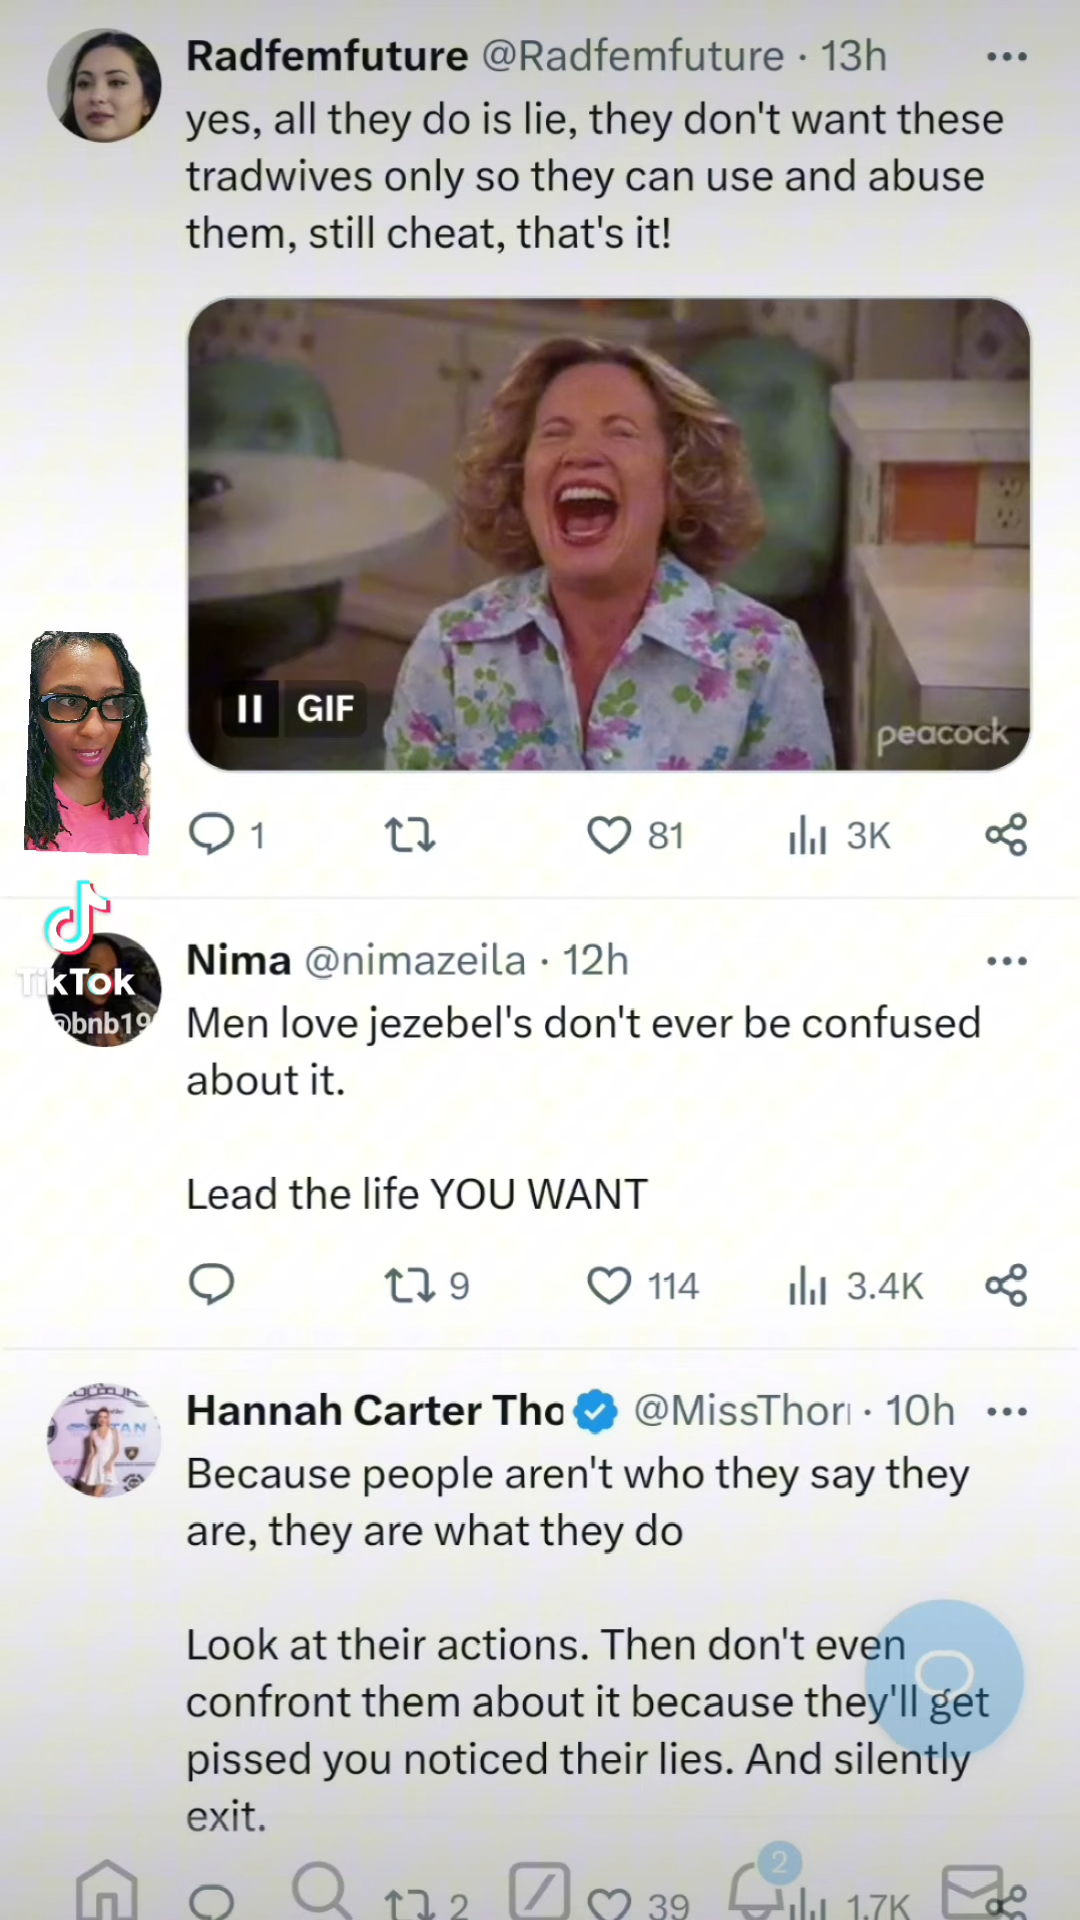 Radfemfuture @Radfemfuture · 13h
yes, all they do is lie, they don't want these
tradwives only so they can use and abuse
them, still cheat, that's it!
GIF
peacock
1 81 3K
TikTok
@bnb19
Nima @nimazeila · 12h
Men love jezebel's don't ever be confused
about it.
Lead the life YOU WANT
9 114 3.4K
Hannah Carter Tho @MissThor · 10h
Because people aren't who they say they
are, they are what they do
Look at their actions. Then don't even
confront them about it because they'll get
pissed you noticed their lies. And silently
exit.
2
2 39 1.7K